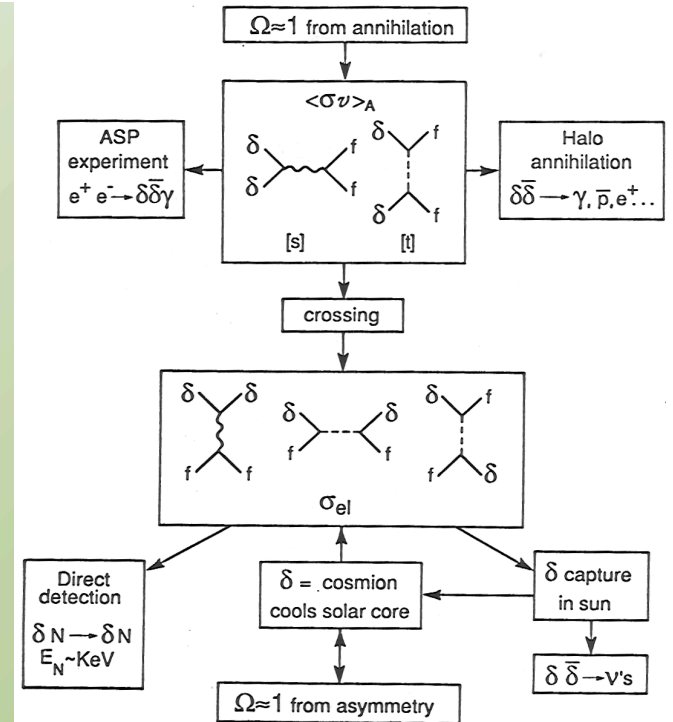 Ω≈1 from annihilation
<σv>A
δ f δ f
δ f δ f
[s] [t]
ASP
experiment
e⁺ e⁻→δδ̅γ
Halo
annihilation
δδ̅→γ, p̅, e⁺...
crossing
δ δ δ δ δ f
f f f f f δ
σel
Direct
detection
δ N→δ N
EN~KeV
δ = cosmion
cools solar core
δ capture
in sun
δ δ̅→ν's
Ω≈1 from asymmetry